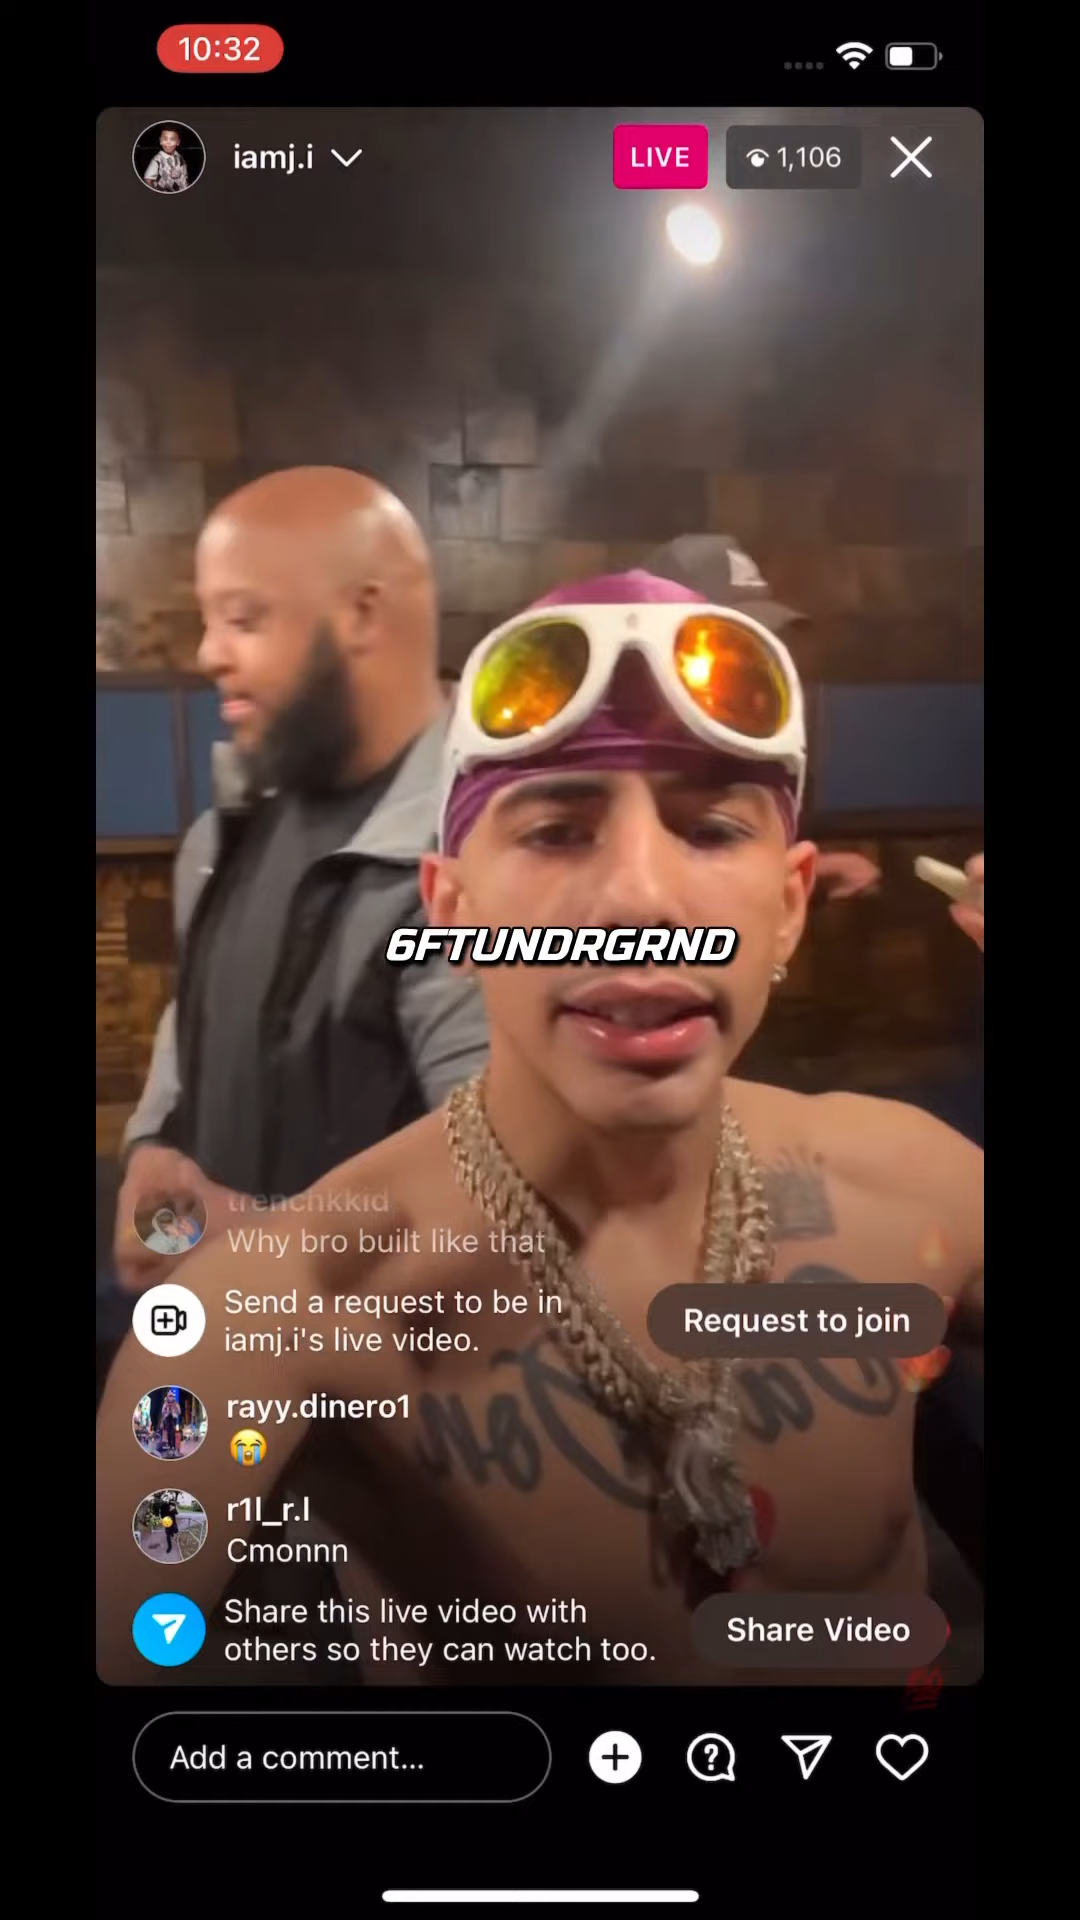 10:32
iamj.i
LIVE
1,106
6FTUNDRGRND
trenchkkid
Why bro built like that
Send a request to be in
iamj.i's live video.
Request to join
rayy.dinero1
😭
r1l_r.l
Cmonnn
Share this live video with
others so they can watch too.
Share Video
💯
Add a comment...